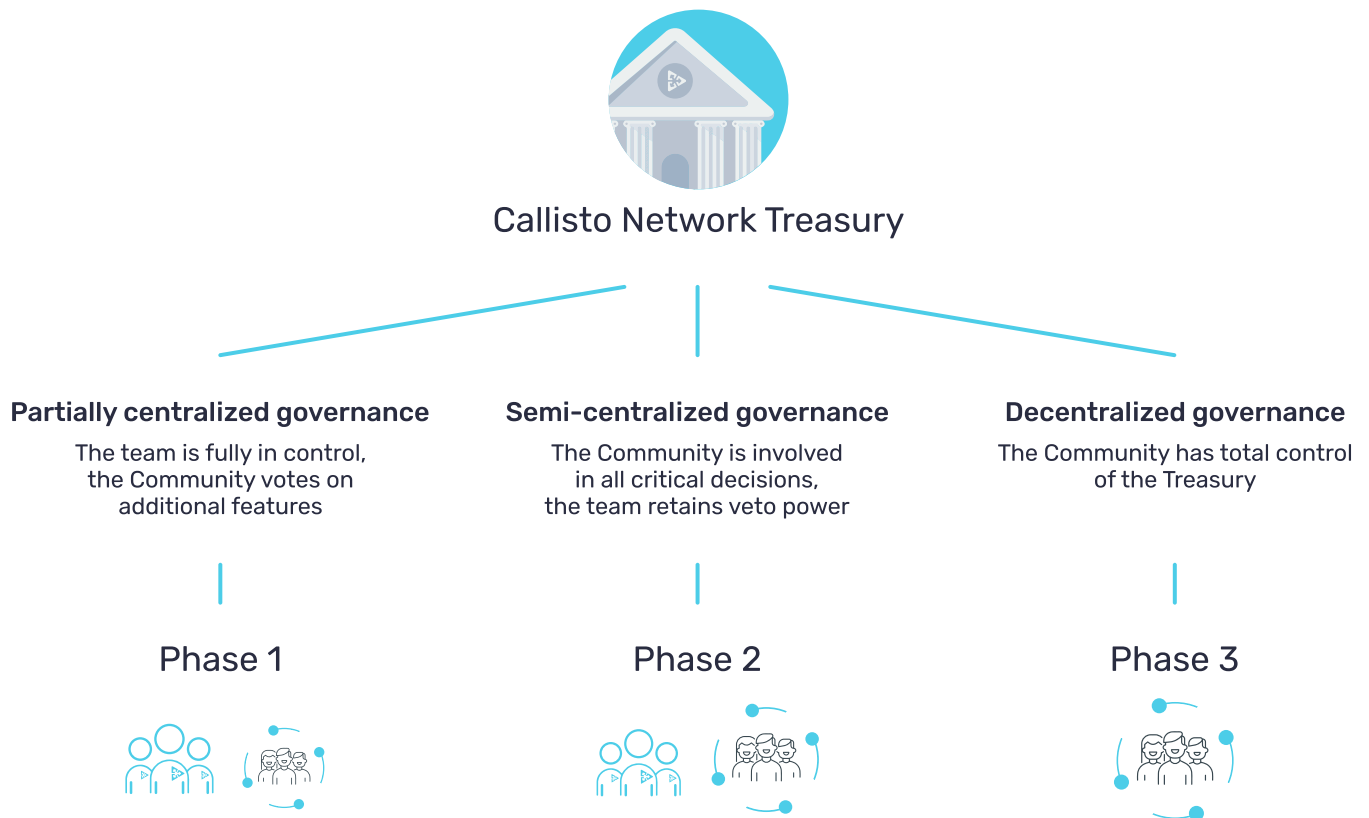 Callisto Network Treasury
Partially centralized governance
The team is fully in control,
the Community votes on
additional features
Semi-centralized governance
The Community is involved
in all critical decisions,
the team retains veto power
Decentralized governance
The Community has total control
of the Treasury
Phase 1
Phase 2
Phase 3